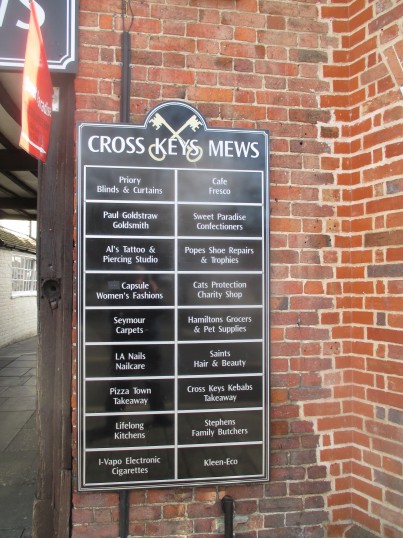 CROSS KEYS MEWS
Priory
Blinds & Curtains
Cafe
Fresco
Paul Goldstraw
Goldsmith
Sweet Paradise
Confectioners
Al's Tattoo &
Piercing Studio
Popes Shoe Repairs
& Trophies
Capsule
Women's Fashions
Cats Protection
Charity Shop
Seymour
Carpets
Hamiltons Grocers
& Pet Supplies
LA Nails
Nailcare
Saints
Hair & Beauty
Pizza Town
Takeaway
Cross Keys Kebabs
Takeaway
Lifelong
Kitchens
Stephens
Family Butchers
I-Vapo Electronic
Cigarettes
Kleen-Eco